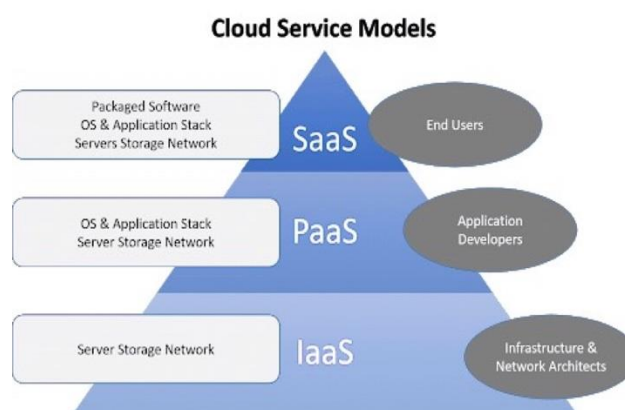 Cloud Service Models
Packaged Software
OS & Application Stack
Servers Storage Network
SaaS
End Users
OS & Application Stack
Server Storage Network
PaaS
Application
Developers
Server Storage Network
IaaS
Infrastructure &
Network Architects